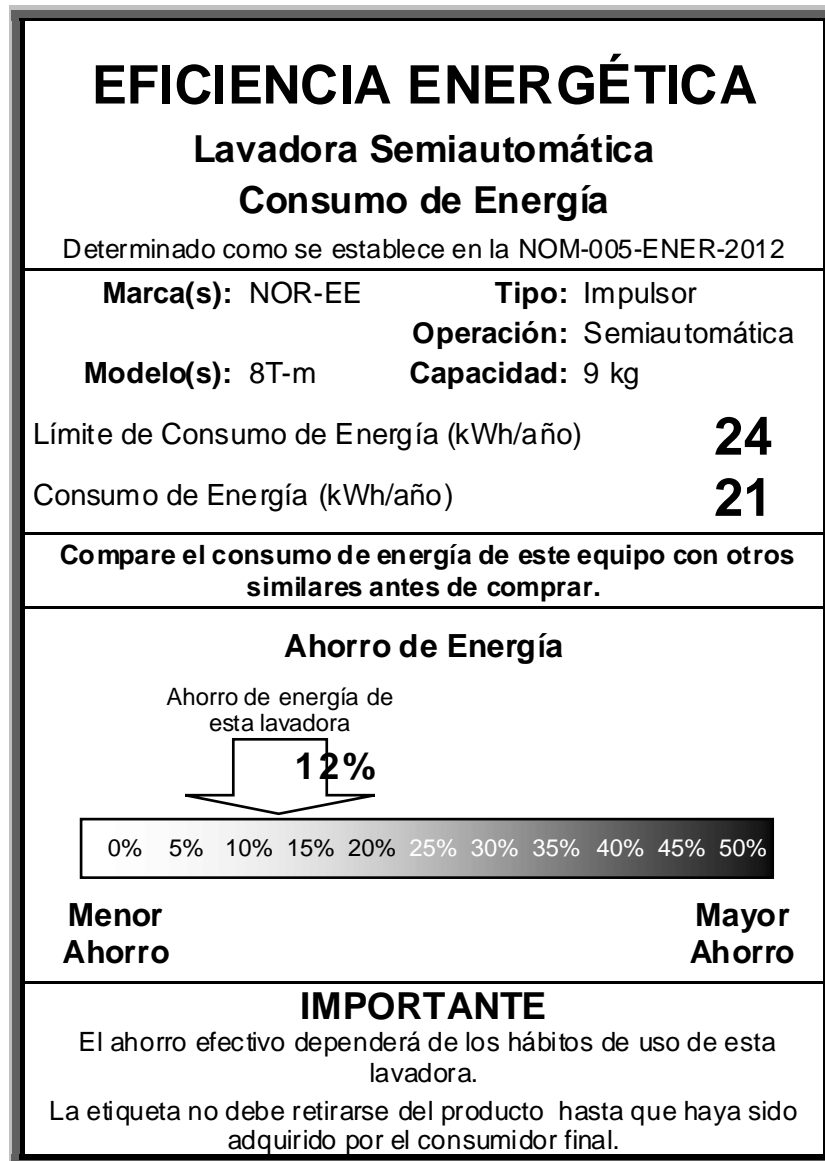 EFICIENCIA ENERGÉTICA
Lavadora Semiautomática
Consumo de Energía
Determinado como se establece en la NOM-005-ENER-2012
Marca(s): NOR-EE Tipo: Impulsor
Operación: Semiautomática
Modelo(s): 8T-m Capacidad: 9 kg
Límite de Consumo de Energía (kWh/año) 24
Consumo de Energía (kWh/año) 21
Compare el consumo de energía de este equipo con otros
similares antes de comprar.
Ahorro de Energía
Ahorro de energía de
esta lavadora
12%
0% 5% 10% 15% 20% 25% 30% 35% 40% 45% 50%
Menor Mayor
Ahorro Ahorro
IMPORTANTE
El ahorro efectivo dependerá de los hábitos de uso de esta
lavadora.
La etiqueta no debe retirarse del producto hasta que haya sido
adquirido por el consumidor final.